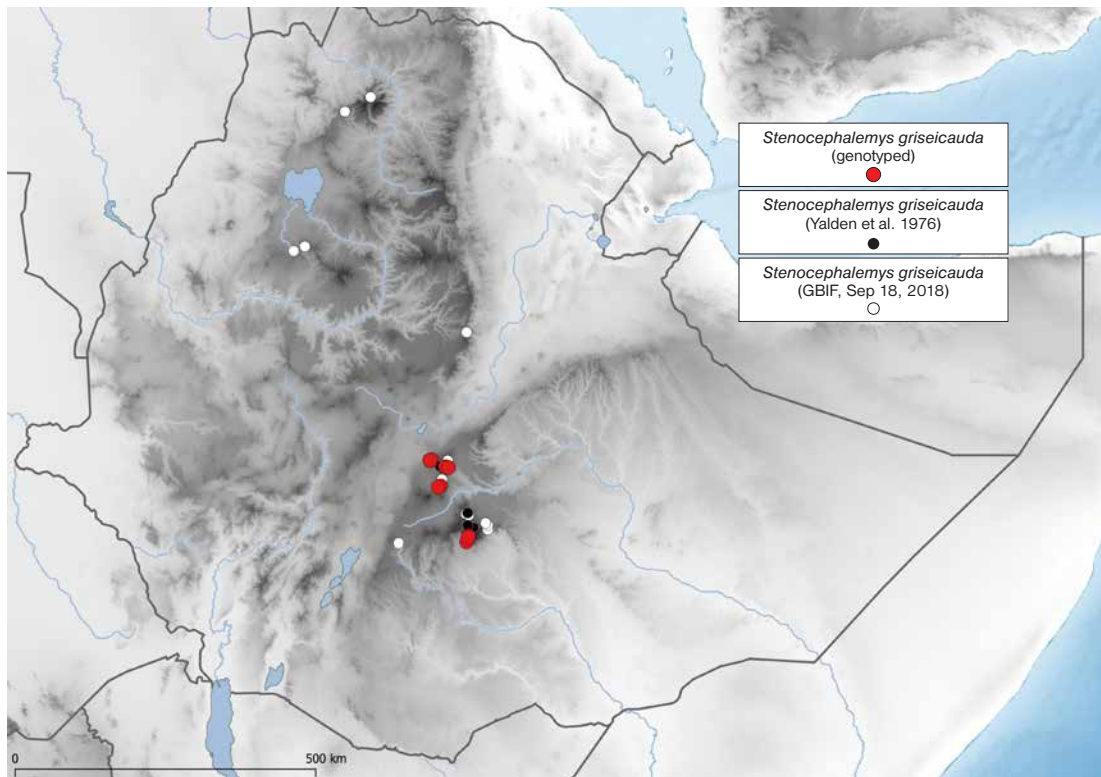 Stenocephalemys griseicauda
(genotyped)
Stenocephalemys griseicauda
(Yalden et al. 1976)
Stenocephalemys griseicauda
(GBIF, Sep 18, 2018)
0
500 km